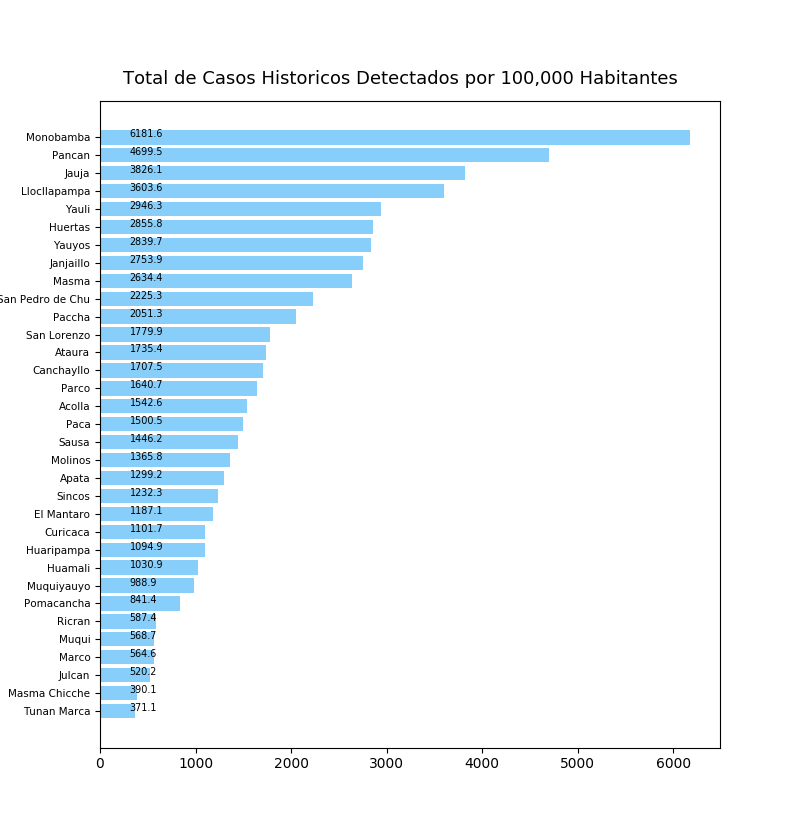 Total de Casos Historicos Detectados por 100,000 Habitantes
Monobamba 6181.6
Pancan 4699.5
Jauja 3826.1
Llocllapampa 3603.6
Yauli 2946.3
Huertas 2855.8
Yauyos 2839.7
Janjaillo 2753.9
Masma 2634.4
San Pedro de Chu 2225.3
Paccha 2051.3
San Lorenzo 1779.9
Ataura 1735.4
Canchayllo 1707.5
Parco 1640.7
Acolla 1542.6
Paca 1500.5
Sausa 1446.2
Molinos 1365.8
Apata 1299.2
Sincos 1232.3
El Mantaro 1187.1
Curicaca 1101.7
Huaripampa 1094.9
Huamali 1030.9
Muquiyauyo 988.9
Pomacancha 841.4
Ricran 587.4
Muqui 568.7
Marco 564.6
Julcan 520.2
Masma Chicche 390.1
Tunan Marca 371.1
0 1000 2000 3000 4000 5000 6000